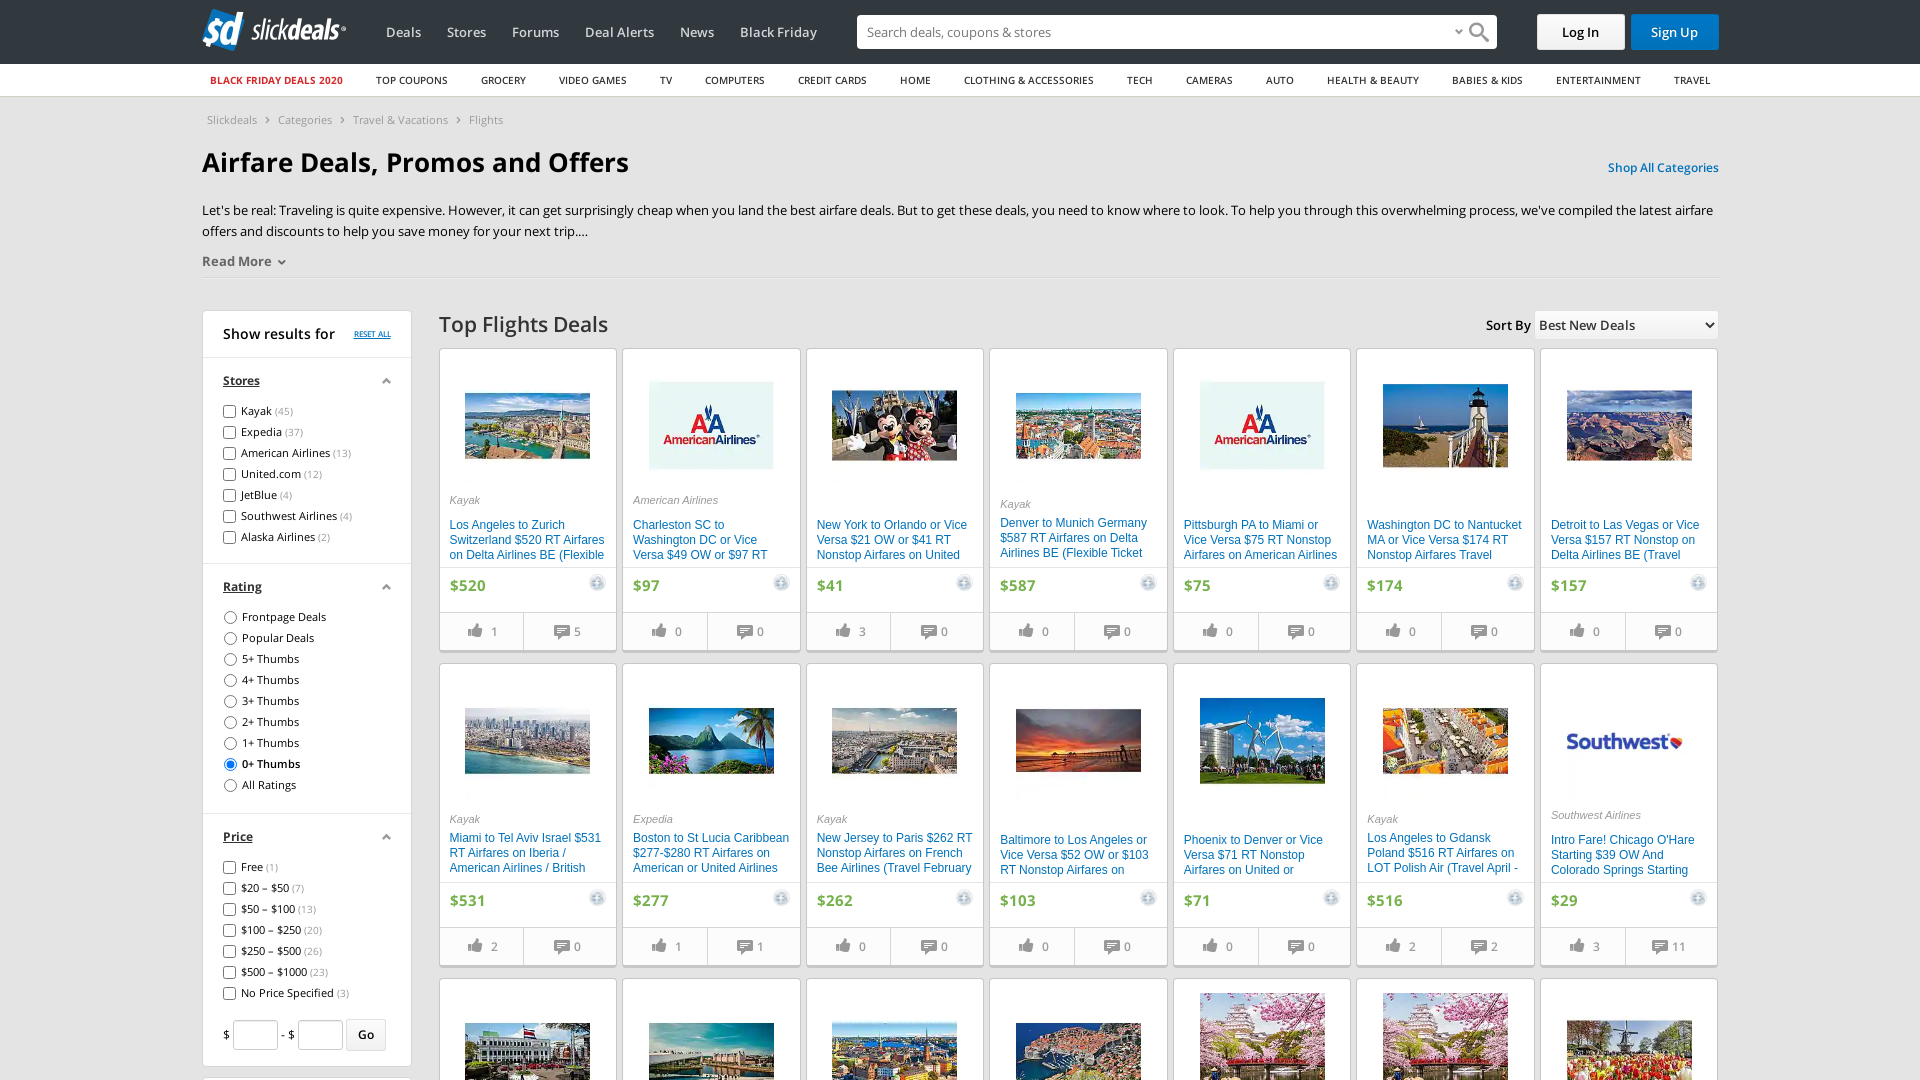 sd slickdeals
Deals
Stores
Forums
Deal Alerts
News
Black Friday
Search deals, coupons & stores
Log In
Sign Up
BLACK FRIDAY DEALS 2020
TOP COUPONS
GROCERY
VIDEO GAMES
TV
COMPUTERS
CREDIT CARDS
HOME
CLOTHING & ACCESSORIES
TECH
CAMERAS
AUTO
HEALTH & BEAUTY
BABIES & KIDS
ENTERTAINMENT
TRAVEL
Slickdeals > Categories > Travel & Vacations > Flights
Airfare Deals, Promos and Offers
Shop All Categories
Let's be real: Traveling is quite expensive. However, it can get surprisingly cheap when you land the best airfare deals. But to get these deals, you need to know where to look. To help you through this overwhelming process, we've compiled the latest airfare
offers and discounts to help you save money for your next trip....
Read More
Show results for
RESET ALL
Stores
Kayak (45)
Expedia (37)
American Airlines (13)
United.com (12)
JetBlue (4)
Southwest Airlines (4)
Alaska Airlines (2)
Rating
Frontpage Deals
Popular Deals
5+ Thumbs
4+ Thumbs
3+ Thumbs
2+ Thumbs
1+ Thumbs
0+ Thumbs
All Ratings
Price
Free (1)
$20 – $50 (7)
$50 – $100 (13)
$100 – $250 (20)
$250 – $500 (26)
$500 – $1000 (23)
No Price Specified (3)
$ - $ Go
Top Flights Deals
Sort By Best New Deals
Kayak
Los Angeles to Zurich
Switzerland $520 RT Airfares
on Delta Airlines BE (Flexible
$520
1
5
AmericanAirlines
American Airlines
Charleston SC to
Washington DC or Vice
Versa $49 OW or $97 RT
$97
0
0
New York to Orlando or Vice
Versa $21 OW or $41 RT
Nonstop Airfares on United
$41
3
0
Kayak
Denver to Munich Germany
$587 RT Airfares on Delta
Airlines BE (Flexible Ticket
$587
0
0
AmericanAirlines
Pittsburgh PA to Miami or
Vice Versa $75 RT Nonstop
Airfares on American Airlines
$75
0
0
Washington DC to Nantucket
MA or Vice Versa $174 RT
Nonstop Airfares Travel
$174
0
0
Detroit to Las Vegas or Vice
Versa $157 RT Nonstop on
Delta Airlines BE (Travel
$157
0
0
Kayak
Miami to Tel Aviv Israel $531
RT Airfares on Iberia /
American Airlines / British
$531
2
0
Expedia
Boston to St Lucia Caribbean
$277-$280 RT Airfares on
American or United Airlines
$277
1
1
Kayak
New Jersey to Paris $262 RT
Nonstop Airfares on French
Bee Airlines (Travel February
$262
0
0
Baltimore to Los Angeles or
Vice Versa $52 OW or $103
RT Nonstop Airfares on
$103
0
0
Phoenix to Denver or Vice
Versa $71 RT Nonstop
Airfares on United or
$71
0
0
Kayak
Los Angeles to Gdansk
Poland $516 RT Airfares on
LOT Polish Air (Travel April -
$516
2
2
Southwest
Southwest Airlines
Intro Fare! Chicago O'Hare
Starting $39 OW And
Colorado Springs Starting
$29
3
11